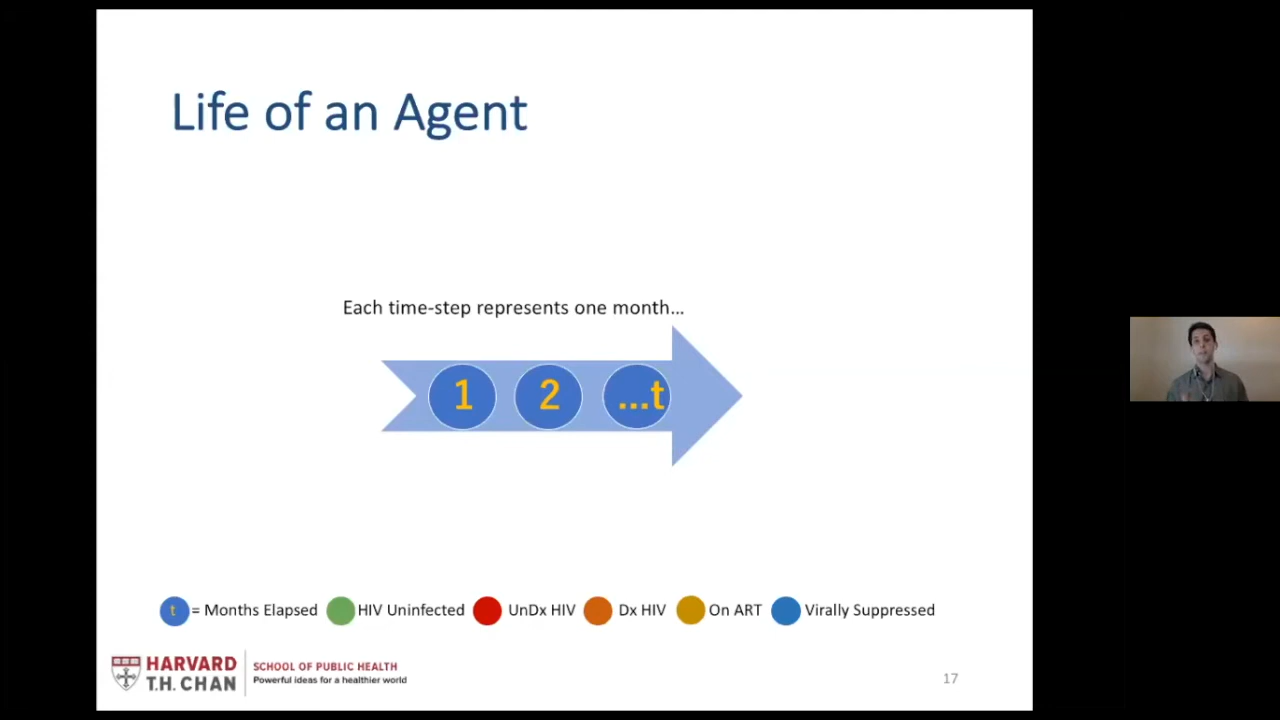 Life of an Agent
Each time-step represents one month...
1 2 ...t
t = Months Elapsed HIV Uninfected UnDx HIV Dx HIV On ART Virally Suppressed
HARVARD
T.H. CHAN
SCHOOL OF PUBLIC HEALTH
Powerful ideas for a healthier world
17